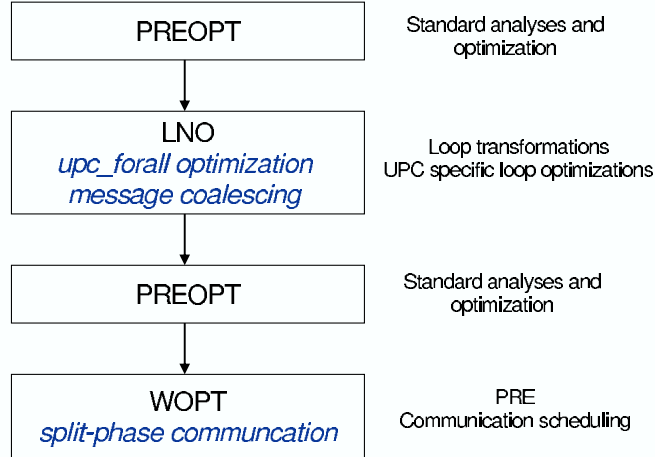 PREOPT
Standard analyses and
optimization
LNO
upc_forall optimization
message coalescing
Loop transformations
UPC specific loop optimizations
PREOPT
Standard analyses and
optimization
WOPT
split-phase communcation
PRE
Communication scheduling